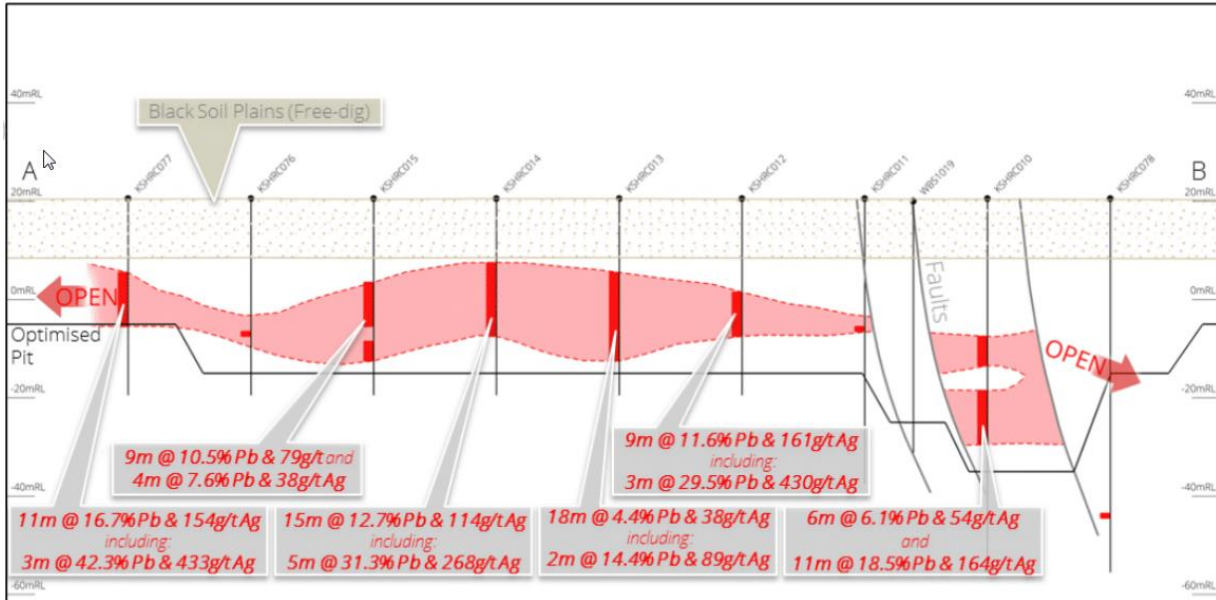 40mRL
40mRL
Black Soil Plains (Free-dig)
A
B
KSHRC077
KSHRC076
KSHRC015
KSHRC014
KSHRC013
KSHRC012
KSHRC011
WBS1019
KSHRC010
KSHRC078
20mRL
20mRL
Faults
0mRL
0mRL
OPEN
OPEN
Optimised
Pit
-20mRL
-20mRL
9m @ 10.5% Pb & 79g/t and
4m @ 7.6% Pb & 38g/tAg
9m @ 11.6% Pb & 161g/tAg
including:
3m @ 29.5% Pb & 430g/tAg
-40mRL
-40mRL
11m @ 16.7% Pb & 154g/tAg
including:
3m @ 42.3% Pb & 433g/tAg
15m @ 12.7% Pb & 114g/tAg
including:
5m @ 31.3% Pb & 268g/tAg
18m @ 4.4% Pb & 38g/tAg
including:
2m @ 14.4% Pb & 89g/tAg
6m @ 6.1% Pb & 54g/tAg
and
11m @ 18.5% Pb & 164g/tAg
-60mRL
-60mRL